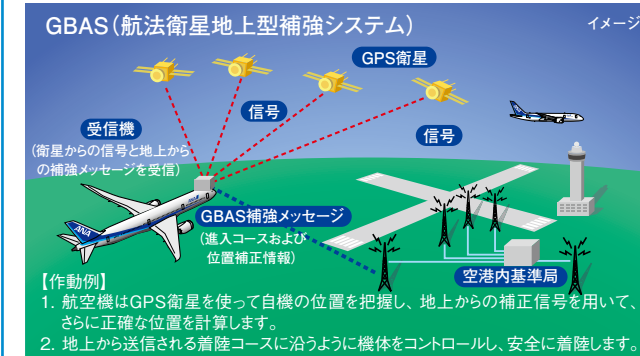 GBAS（航法衛星地上型補強システム）
イメージ
GPS衛星
信号
受信機
（衛星からの信号と地上から
の補強メッセージを受信）
信号
GBAS補強メッセージ
（進入コースおよび
位置補正情報）
ANA
空港内基準局
【作動例】
1. 航空機はGPS衛星を使って自機の位置を把握し、地上からの補正信号を用いて、
さらに正確な位置を計算します。
2. 地上から送信される着陸コースに沿うように機体をコントロールし、安全に着陸します。